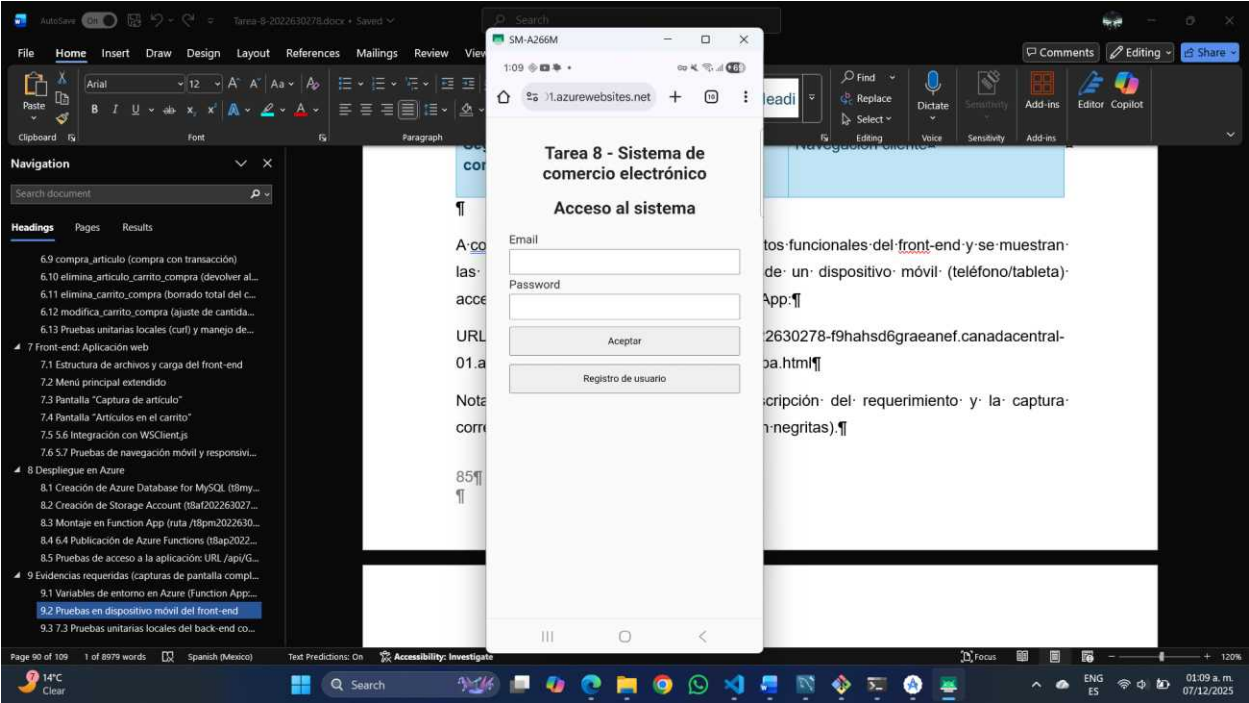 AutoSave On Tarea-8-2022630278.docx • Saved Search
File Home Insert Draw Design Layout References Mailings Review View Comments Editing Share
Paste Arial 12 Aa Find Replace Select Dictate Sensitivity Add-ins Editor Copilot
Clipboard Font Paragraph Editing Voice Sensitivity Add-ins
Navigation
Search document
Headings Pages Results
6.9 compra_articulo (compra con transacción)
6.10 elimina_articulo_carrito_compra (devolver al...
6.11 elimina_carrito_compra (borrado total del c...
6.12 modifica_carrito_compra (ajuste de cantida...
6.13 Pruebas unitarias locales (curl) y manejo de...
7 Front-end: Aplicación web
7.1 Estructura de archivos y carga del front-end
7.2 Menú principal extendido
7.3 Pantalla "Captura de artículo"
7.4 Pantalla "Artículos en el carrito"
7.5 5.6 Integración con WSClient.js
7.6 5.7 Pruebas de navegación móvil y responsivi...
8 Despliegue en Azure
8.1 Creación de Azure Database for MySQL (t8my...
8.2 Creación de Storage Account (t8af202263027...
8.3 Montaje en Function App (ruta /t8pm2022630...
8.4 6.4 Publicación de Azure Functions (t8ap2022...
8.5 Pruebas de acceso a la aplicación: URL /api/G...
9 Evidencias requeridas (capturas de pantalla compl...
9.1 Variables de entorno en Azure (Function App:...
9.2 Pruebas en dispositivo móvil del front-end
9.3 7.3 Pruebas unitarias locales del back-end co...
SM-A266M
1:09
01.azurewebsites.net
Tarea 8 - Sistema de
comercio electrónico
Acceso al sistema
Email
Password
Aceptar
Registro de usuario
tos·funcionales·del·front-end·y·se·muestran·
las· de· un· dispositivo· móvil· (teléfono/tableta)·
acce App:¶
URL 22630278-f9hahsd6graeanef.canadacentral-
01.a ba.html¶
Nota cripción· del· requerimiento· y· la· captura·
corre n·negritas).¶
85¶
¶
Page 90 of 109 1 of 8979 words Spanish (Mexico) Text Predictions: On Accessibility: Investigate Focus 120%
14°C
Clear
Search
ENG
ES
01:09 a. m.
07/12/2025